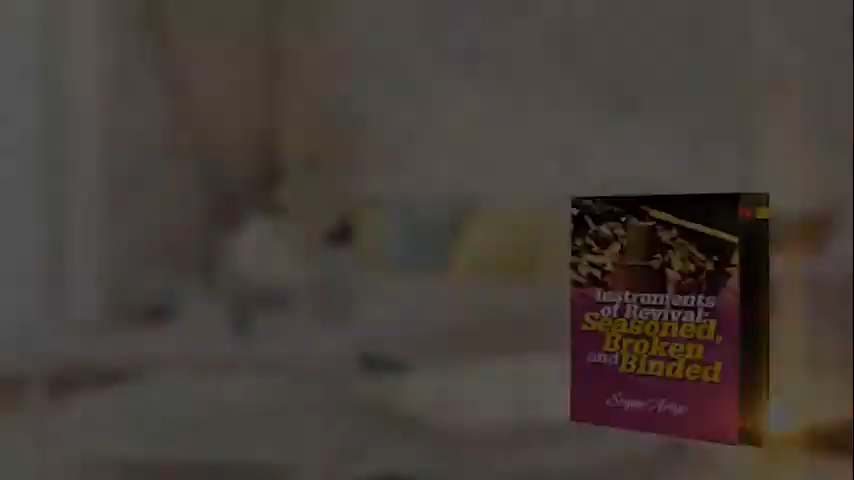 Instruments
of Revival:
Seasoned,
Broken
and Binded